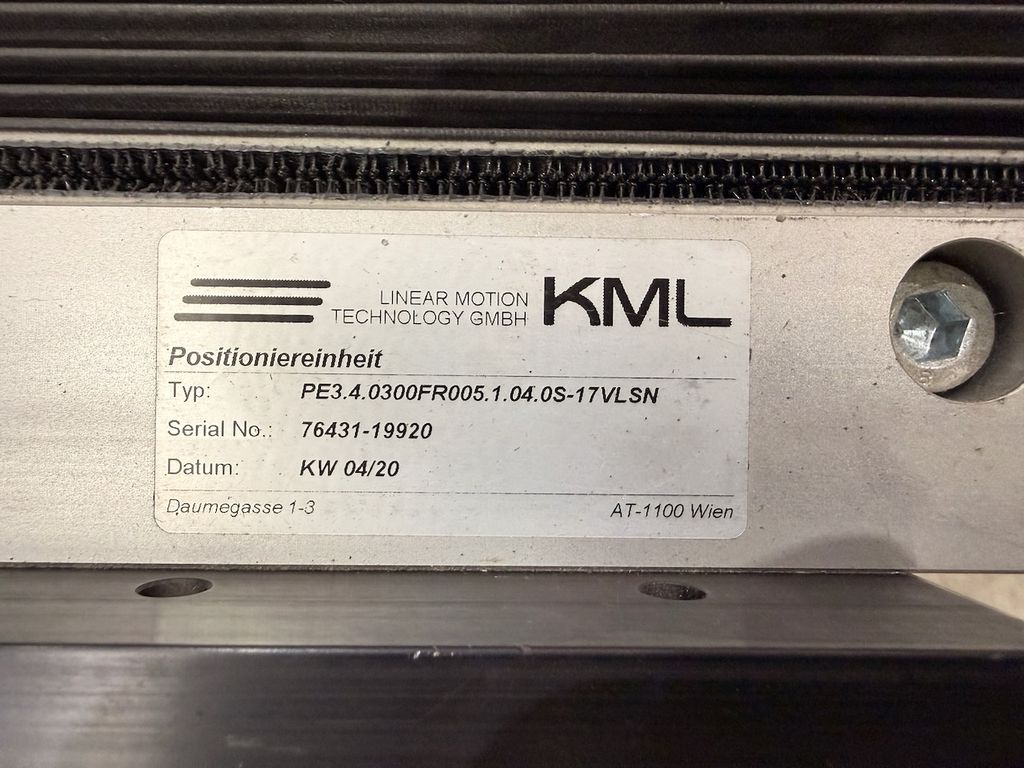 LINEAR MOTION
TECHNOLOGY GMBH
KML
Positioniereinheit
Typ: PE3.4.0300FR005.1.04.0S-17VLSN
Serial No.: 76431-19920
Datum: KW 04/20
Daumegasse 1-3 AT-1100 Wien